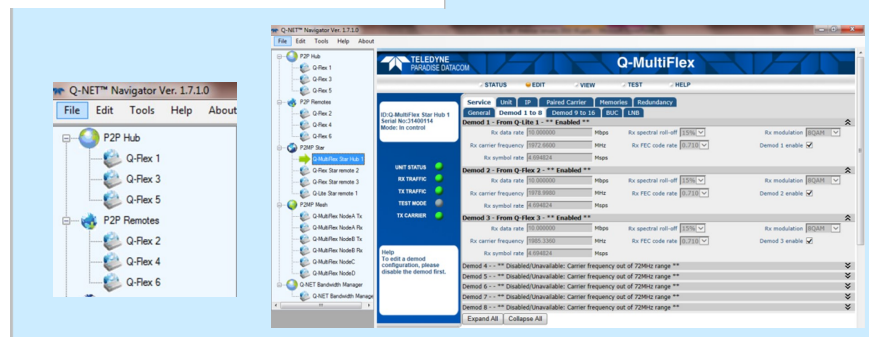 Q-NET™ Navigator Ver. 1.7.1.0
File Edit Tools Help About
P2P Hub
Q-Flex 1
Q-Flex 3
Q-Flex 5
P2P Remotes
Q-Flex 2
Q-Flex 4
Q-Flex 6
Q-NET™ Navigator Ver. 1.7.1.0
File Edit Tools Help About
P2P Hub
Q-Flex 1
Q-Flex 3
Q-Flex 5
P2P Remotes
Q-Flex 2
Q-Flex 4
Q-Flex 6
P2MP Star
Q-MultiFlex Star Hub 1
Q-Flex Star remote 2
Q-Flex Star remote 3
Q-Lite Star remote 1
P2MP Mesh
Q-MultiFlex NodeA Tx
Q-MultiFlex NodeA Rx
Q-MultiFlex NodeB Tx
Q-MultiFlex NodeB Rx
Q-MultiFlex NodeC
Q-MultiFlex NodeD
Q-NET Bandwidth Manager
Q-NET Bandwidth Manage
TELEDYNE
PARADISE DATACOM
Q-MultiFlex
STATUS EDIT VIEW TEST HELP
ID:Q-MultiFlex Star Hub 1
Serial No:31400114
Mode: In control
UNIT STATUS
RX TRAFFIC
TX TRAFFIC
TEST MODE
TX CARRIER
Help
To edit a demod
configuration, please
disable the demod first.
Service Unit IP Paired Carrier Memories Redundancy
General Demod 1 to 8 Demod 9 to 16 BUC LNB
Demod 1 - From Q-Lite 1 - ** Enabled **
Rx data rate 10.000000 Mbps Rx spectral roll-off 15% Rx modulation 8QAM
Rx carrier frequency 1972.6600 MHz Rx FEC code rate 0.710 Demod 1 enable
Rx symbol rate 4.694824 Msps
Demod 2 - From Q-Flex 2 - ** Enabled **
Rx data rate 10.000000 Mbps Rx spectral roll-off 15% Rx modulation 8QAM
Rx carrier frequency 1978.9980 MHz Rx FEC code rate 0.710 Demod 2 enable
Rx symbol rate 4.694824 Msps
Demod 3 - From Q-Flex 3 - ** Enabled **
Rx data rate 10.000000 Mbps Rx spectral roll-off 15% Rx modulation 8QAM
Rx carrier frequency 1985.3360 MHz Rx FEC code rate 0.710 Demod 3 enable
Rx symbol rate 4.694824 Msps
Demod 4 - - ** Disabled/Unavailable: Carrier frequency out of 72MHz range **
Demod 5 - - ** Disabled/Unavailable: Carrier frequency out of 72MHz range **
Demod 6 - - ** Disabled/Unavailable: Carrier frequency out of 72MHz range **
Demod 7 - - ** Disabled/Unavailable: Carrier frequency out of 72MHz range **
Demod 8 - - ** Disabled/Unavailable: Carrier frequency out of 72MHz range **
Expand All Collapse All